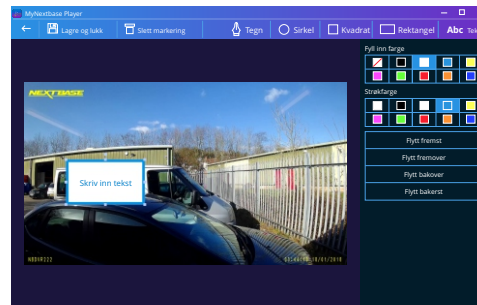 MyNextbase Player
Lagre og lukk
Slett markering
Tegn
Sirkel
Kvadrat
Rektangel
Abc Tek
Fyll inn farge
Strøkfarge
Flytt fremst
Flytt fremover
Flytt bakover
Flytt bakerst
NEXTBASE
Skriv inn tekst